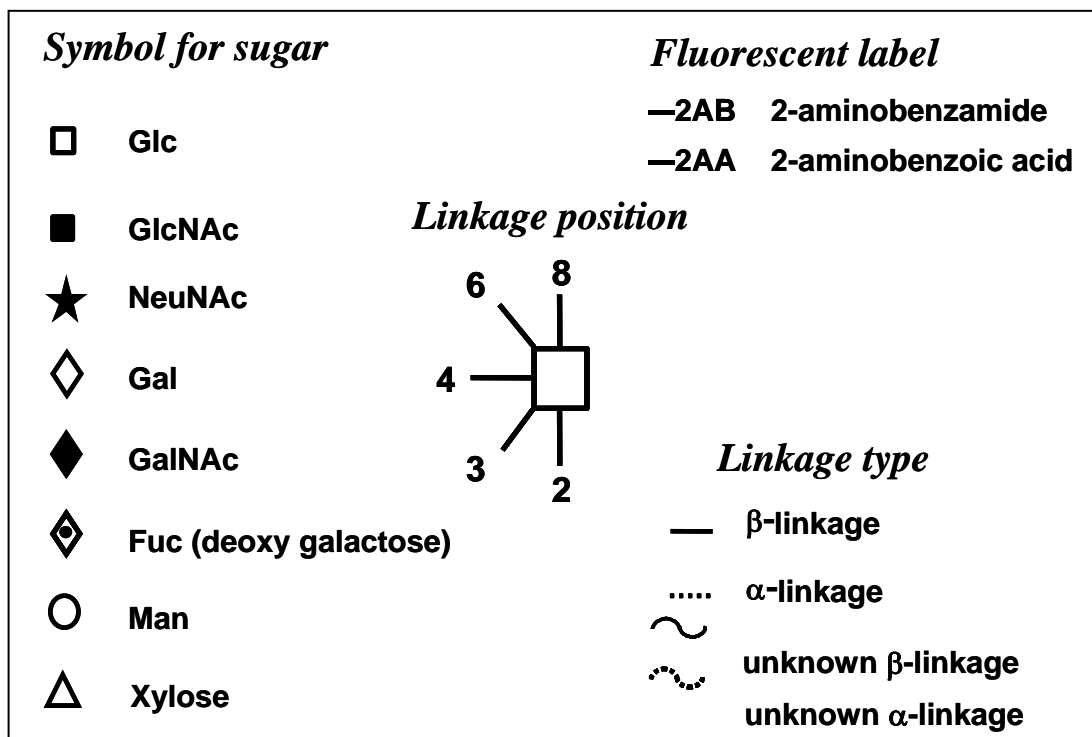 Symbol for sugar
Glc
GlcNAc
NeuNAc
Gal
GalNAc
Fuc (deoxy galactose)
Man
Xylose
Fluorescent label
—2AB 2-aminobenzamide
—2AA 2-aminobenzoic acid
Linkage position
8
6
4
3
2
Linkage type
β-linkage
α-linkage
unknown β-linkage
unknown α-linkage